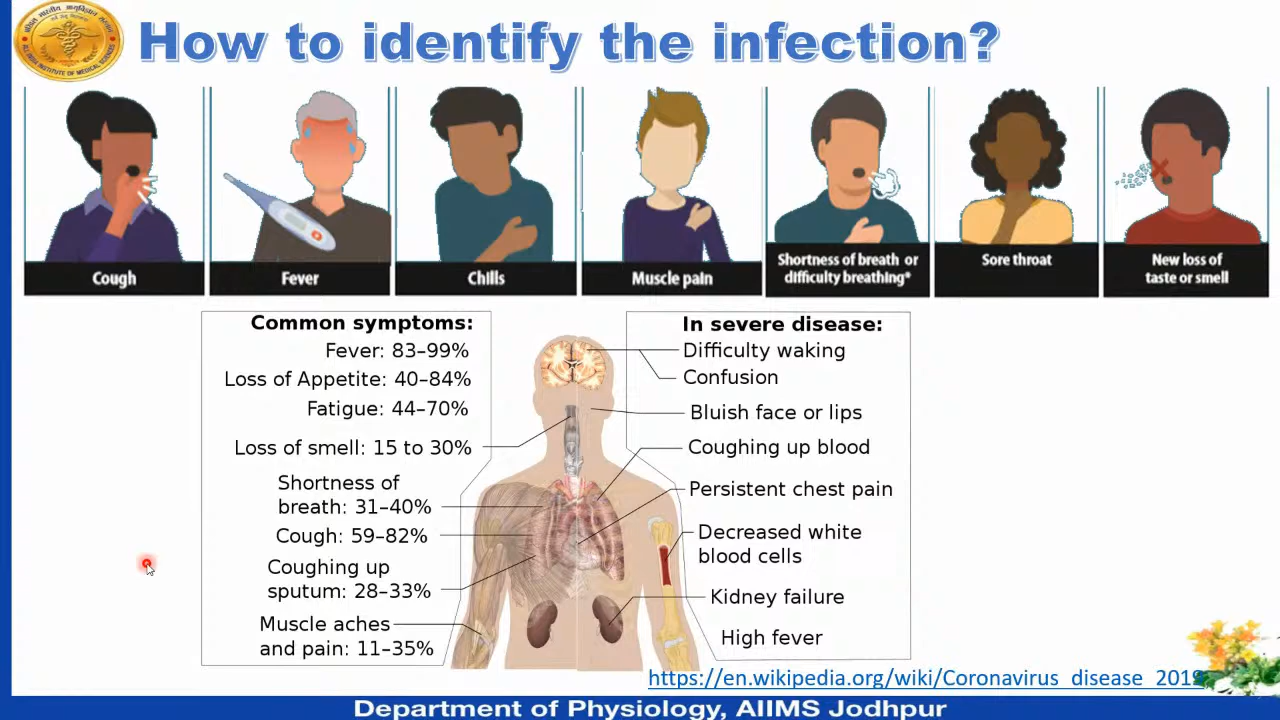 How to identify the infection?
Cough
Fever
Chills
Muscle pain
Shortness of breath or
difficulty breathing*
Sore throat
New loss of
taste or smell
Common symptoms:
Fever: 83–99%
Loss of Appetite: 40–84%
Fatigue: 44–70%
Loss of smell: 15 to 30%
Shortness of
breath: 31–40%
Cough: 59–82%
Coughing up
sputum: 28–33%
Muscle aches
and pain: 11–35%
In severe disease:
Difficulty waking
Confusion
Bluish face or lips
Coughing up blood
Persistent chest pain
Decreased white
blood cells
Kidney failure
High fever
https://en.wikipedia.org/wiki/Coronavirus_disease_2019
Department of Physiology, AIIMS Jodhpur